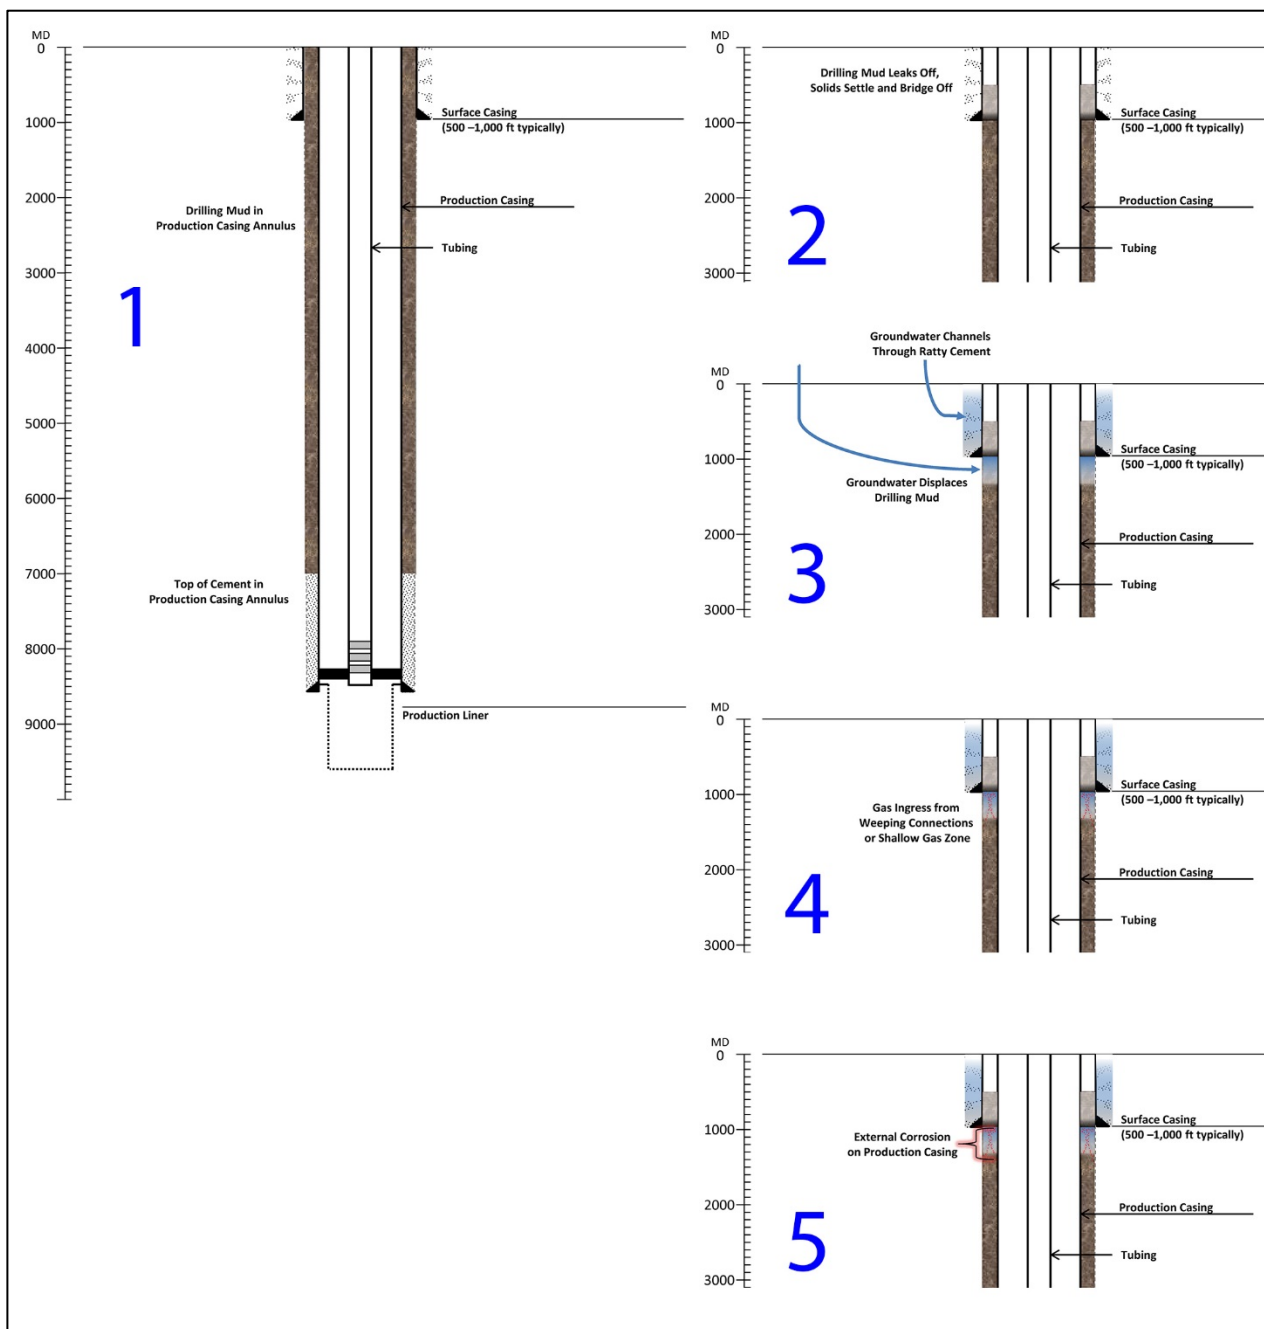 MD
0
1000
2000
3000
4000
5000
6000
7000
8000
9000
Surface Casing
(500 –1,000 ft typically)
Drilling Mud in
Production Casing Annulus
Production Casing
Tubing
1
Top of Cement in
Production Casing Annulus
Production Liner
MD
0
1000
2000
3000
Drilling Mud Leaks Off,
Solids Settle and Bridge Off
Surface Casing
(500 –1,000 ft typically)
Production Casing
Tubing
2
Groundwater Channels
Through Ratty Cement
MD
0
1000
2000
3000
Surface Casing
(500 –1,000 ft typically)
Groundwater Displaces
Drilling Mud
Production Casing
Tubing
3
MD
0
1000
2000
3000
Surface Casing
(500 –1,000 ft typically)
Gas Ingress from
Weeping Connections
or Shallow Gas Zone
Production Casing
Tubing
4
MD
0
1000
2000
3000
Surface Casing
(500 –1,000 ft typically)
External Corrosion
on Production Casing
Production Casing
Tubing
5